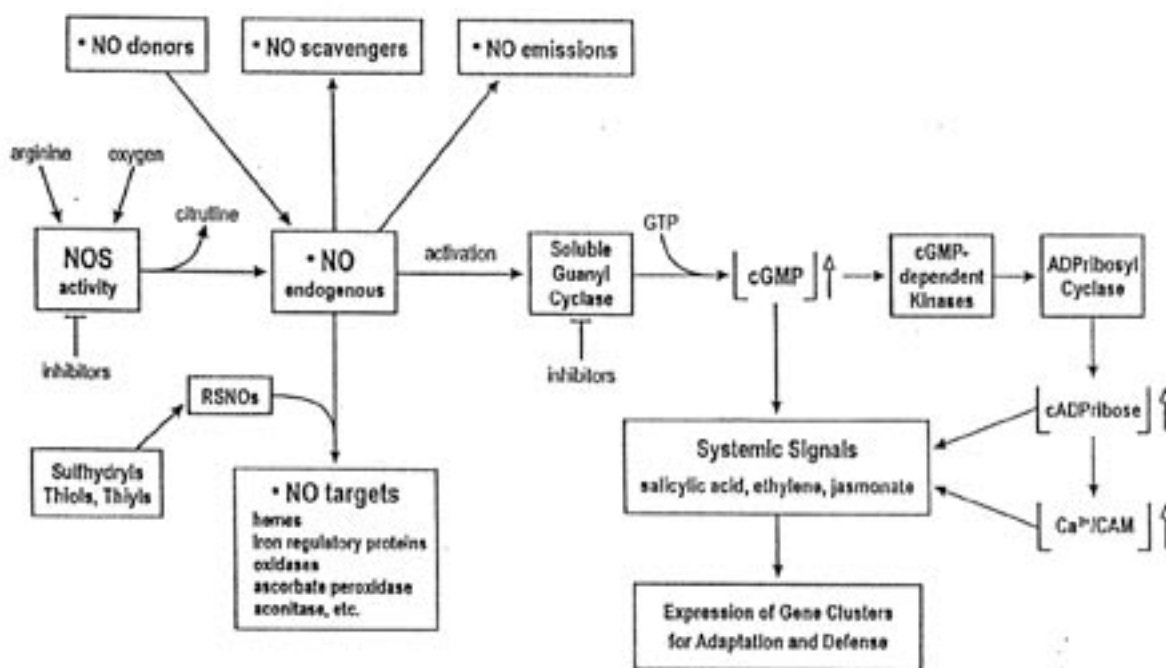 • NO donors
• NO scavengers
• NO emissions
arginine
oxygen
citrulline
NOS
activity
• NO
endogenous
activation
Soluble
Guanyl
Cyclase
GTP
[cGMP]
cGMP-
dependent
Kinases
ADPribosyl
Cyclase
inhibitors
inhibitors
RSNOs
Sulfhydryls
Thiols, Thiyls
• NO targets
hemes
Iron regulatory proteins
oxidases
ascorbate peroxidase
aconitase, etc.
Systemic Signals
salicylic acid, ethylene, jasmonate
[cADPribose]
[Ca²⁺/CAM]
Expression of Gene Clusters
for Adaptation and Defense